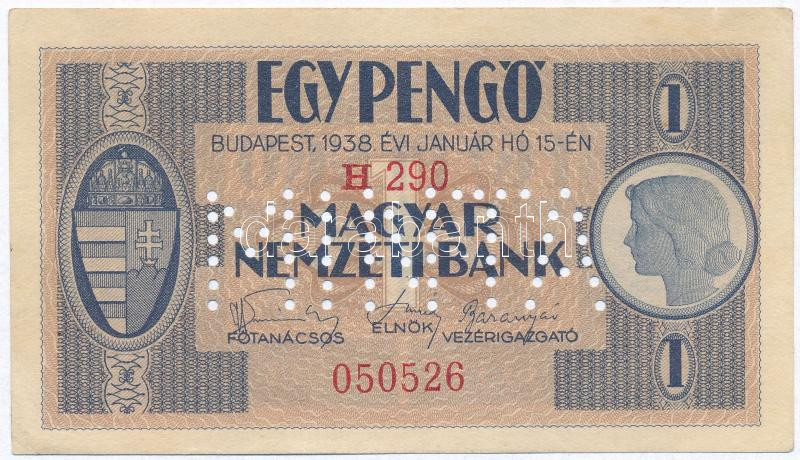 EGY PENGŐ
1
BUDAPEST, 1938. ÉVI JANUÁR HÓ 15-ÉN
H 290
MAGYAR
NEMZETI BANK
FŐTANÁCSOS ELNÖK VEZÉRIGAZGATÓ
050526
1
darabanth